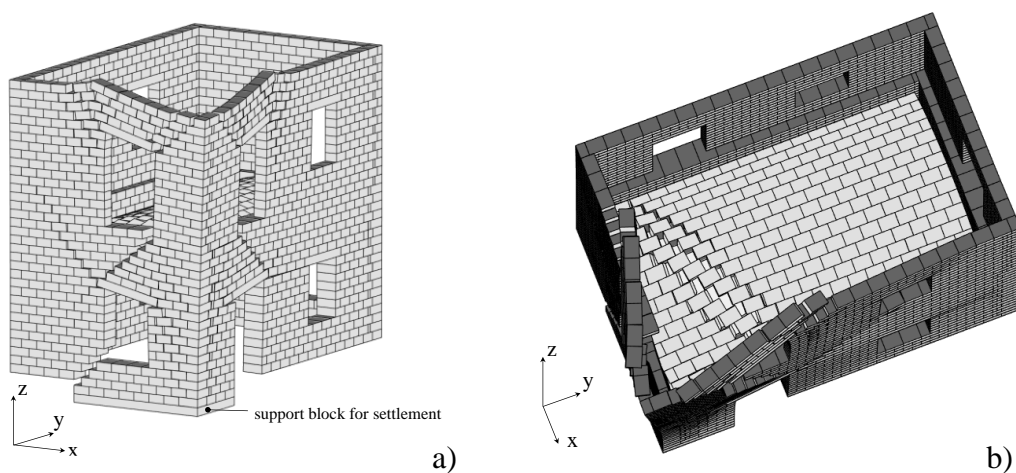 z
y
x
support block for settlement
a)
z
y
x
b)